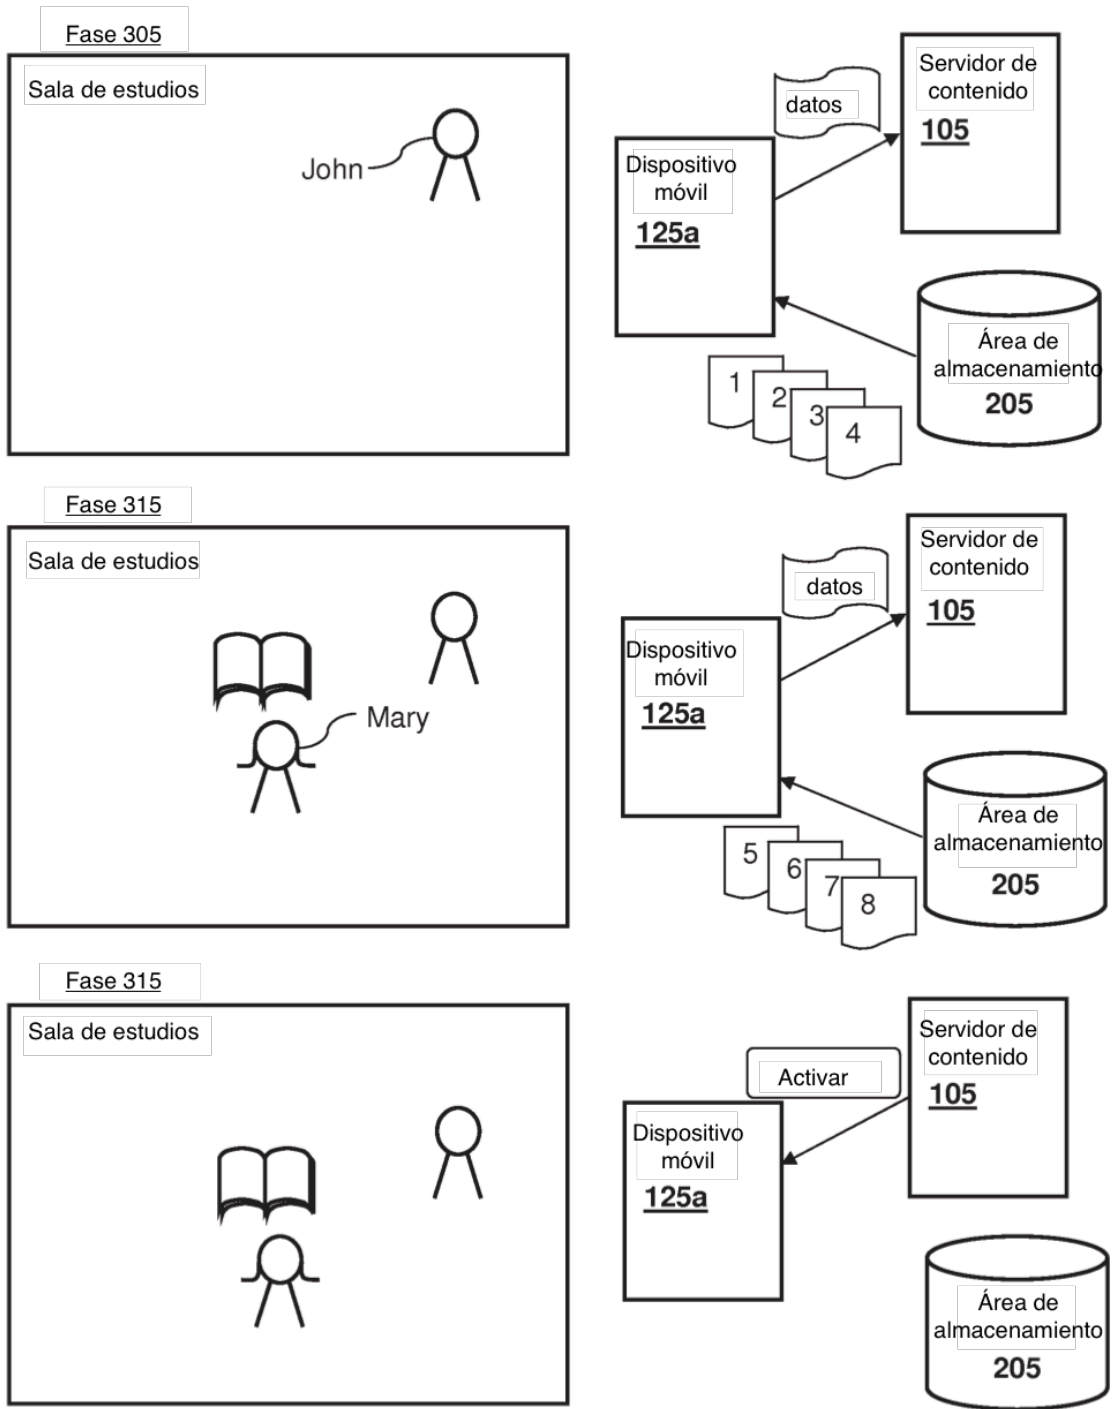 Fase 305
Sala de estudios
John
datos
Servidor de
contenido
105
Dispositivo
móvil
125a
Área de
almacenamiento
205
1
2
3
4
Fase 315
Sala de estudios
Mary
datos
Servidor de
contenido
105
Dispositivo
móvil
125a
Área de
almacenamiento
205
5
6
7
8
Fase 315
Sala de estudios
Activar
Servidor de
contenido
105
Dispositivo
móvil
125a
Área de
almacenamiento
205